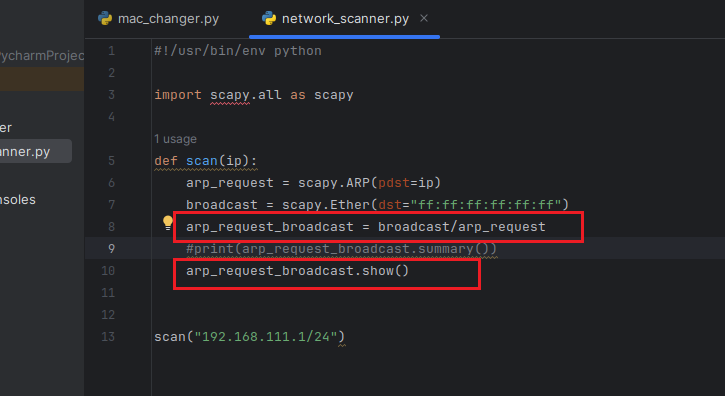 mac_changer.py
network_scanner.py ×
PycharmProjec
er
nner.py
nsoles
1 #!/usr/bin/env python
2
3 import scapy.all as scapy
4
1 usage
5 def scan(ip):
6     arp_request = scapy.ARP(pdst=ip)
7     broadcast = scapy.Ether(dst="ff:ff:ff:ff:ff:ff")
8     arp_request_broadcast = broadcast/arp_request
9     #print(arp_request_broadcast.summary())
10     arp_request_broadcast.show()
11
12
13 scan("192.168.111.1/24")